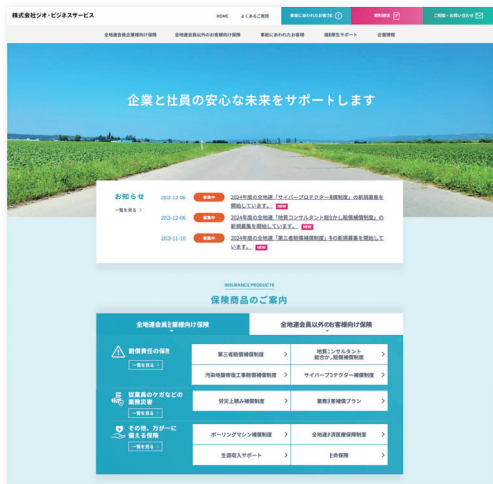 株式会社ジオ・ビジネスサービス
HOME
よくあるご質問
事故にあわれたお客様
資料請求
ご相談・お問い合わせ
全地連会員企業様向け保険
全地連会員以外のお客様向け保険
事故にあわれたお客様
福利厚生サポート
企業情報
企業と社員の安心な未来をサポートします
お知らせ
一覧を見る
2023-12-06
募集中
2024年度の全地連「サイバープロテクター補償制度」の新規募集を
開始しています。 NEW
2023-12-06
募集中
2024年度の全地連「地質コンサルタント総合かし賠償補償制度」の
新規募集を開始しています。 NEW
2023-11-10
募集中
2024年度の全地連「第三者賠償補償制度」の新規募集を開始して
います。 NEW
INSURANCE PRODUCTS
保険商品のご案内
全地連会員企業様向け保険
全地連会員以外のお客様向け保険
賠償責任の保険
一覧を見る
第三者賠償補償制度
地質コンサルタント
総合かし賠償補償制度
汚染地盤修復工事賠償補償制度
サイバープロテクター補償制度
従業員のケガなどの
業務災害
一覧を見る
労災上積み補償制度
業務災害補償プラン
その他、万が一に
備える保険
一覧を見る
ボーリングマシン補償制度
全地連共済医療保障制度
生涯収入サポート
生命保険